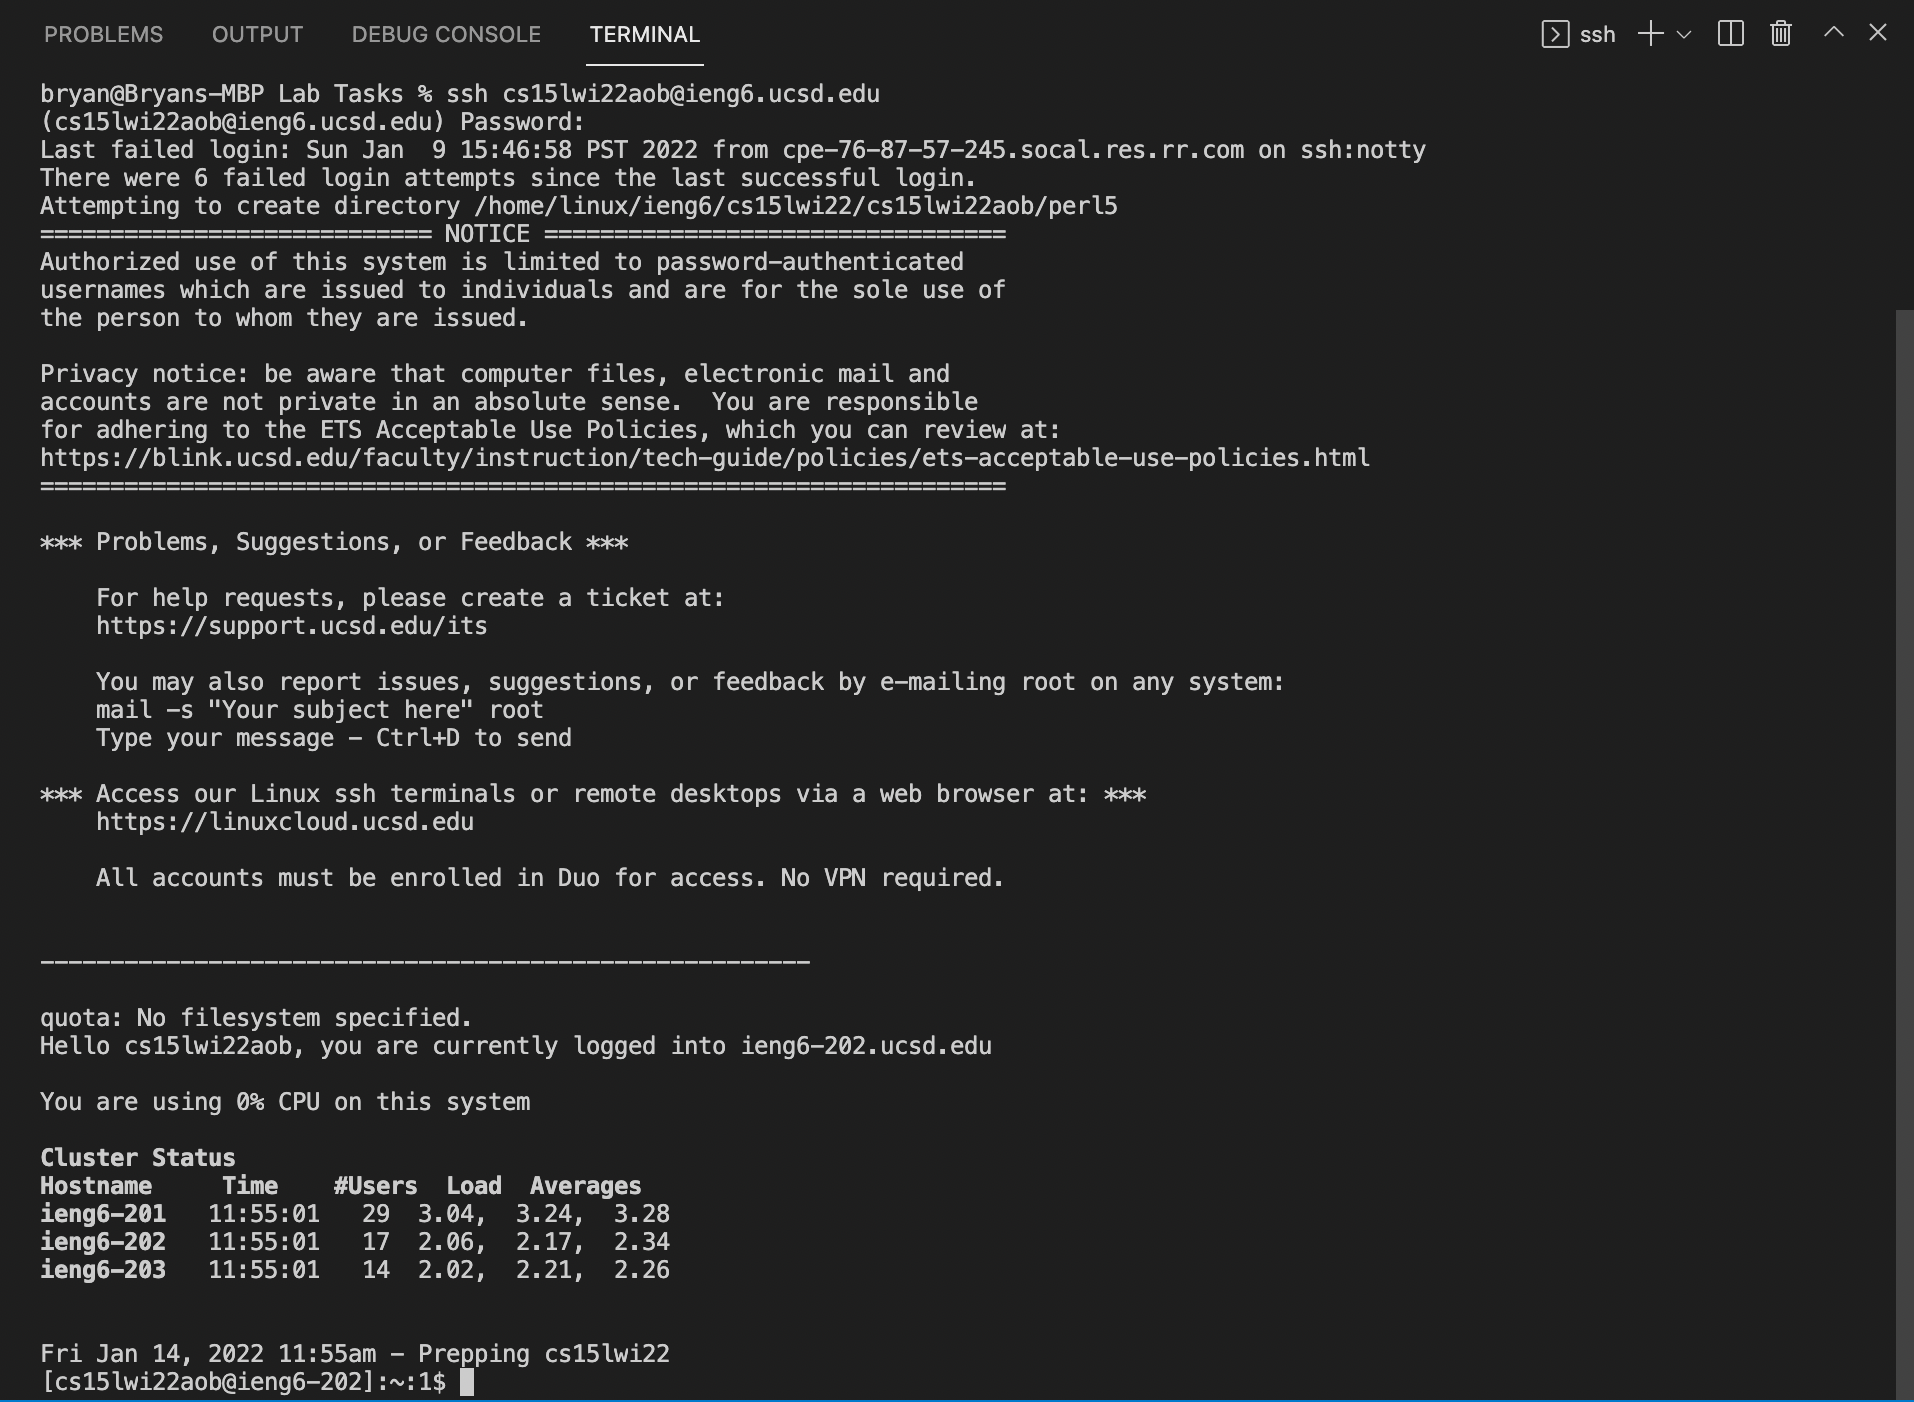 PROBLEMS OUTPUT DEBUG CONSOLE TERMINAL ssh
bryan@Bryans-MBP Lab Tasks % ssh cs15lwi22aob@ieng6.ucsd.edu
(cs15lwi22aob@ieng6.ucsd.edu) Password:
Last failed login: Sun Jan  9 15:46:58 PST 2022 from cpe-76-87-57-245.socal.res.rr.com on ssh:notty
There were 6 failed login attempts since the last successful login.
Attempting to create directory /home/linux/ieng6/cs15lwi22/cs15lwi22aob/perl5
============================ NOTICE =================================
Authorized use of this system is limited to password-authenticated
usernames which are issued to individuals and are for the sole use of
the person to whom they are issued.

Privacy notice: be aware that computer files, electronic mail and
accounts are not private in an absolute sense.  You are responsible
for adhering to the ETS Acceptable Use Policies, which you can review at:
https://blink.ucsd.edu/faculty/instruction/tech-guide/policies/ets-acceptable-use-policies.html
=====================================================================

*** Problems, Suggestions, or Feedback ***

    For help requests, please create a ticket at:
    https://support.ucsd.edu/its

    You may also report issues, suggestions, or feedback by e-mailing root on any system:
    mail -s "Your subject here" root
    Type your message - Ctrl+D to send

*** Access our Linux ssh terminals or remote desktops via a web browser at: ***
    https://linuxcloud.ucsd.edu

    All accounts must be enrolled in Duo for access. No VPN required.

-------------------------------------------------------

quota: No filesystem specified.
Hello cs15lwi22aob, you are currently logged into ieng6-202.ucsd.edu

You are using 0% CPU on this system

Cluster Status
Hostname     Time    #Users  Load  Averages
ieng6-201   11:55:01   29  3.04,  3.24,  3.28
ieng6-202   11:55:01   17  2.06,  2.17,  2.34
ieng6-203   11:55:01   14  2.02,  2.21,  2.26

Fri Jan 14, 2022 11:55am - Prepping cs15lwi22
[cs15lwi22aob@ieng6-202]:~:1$